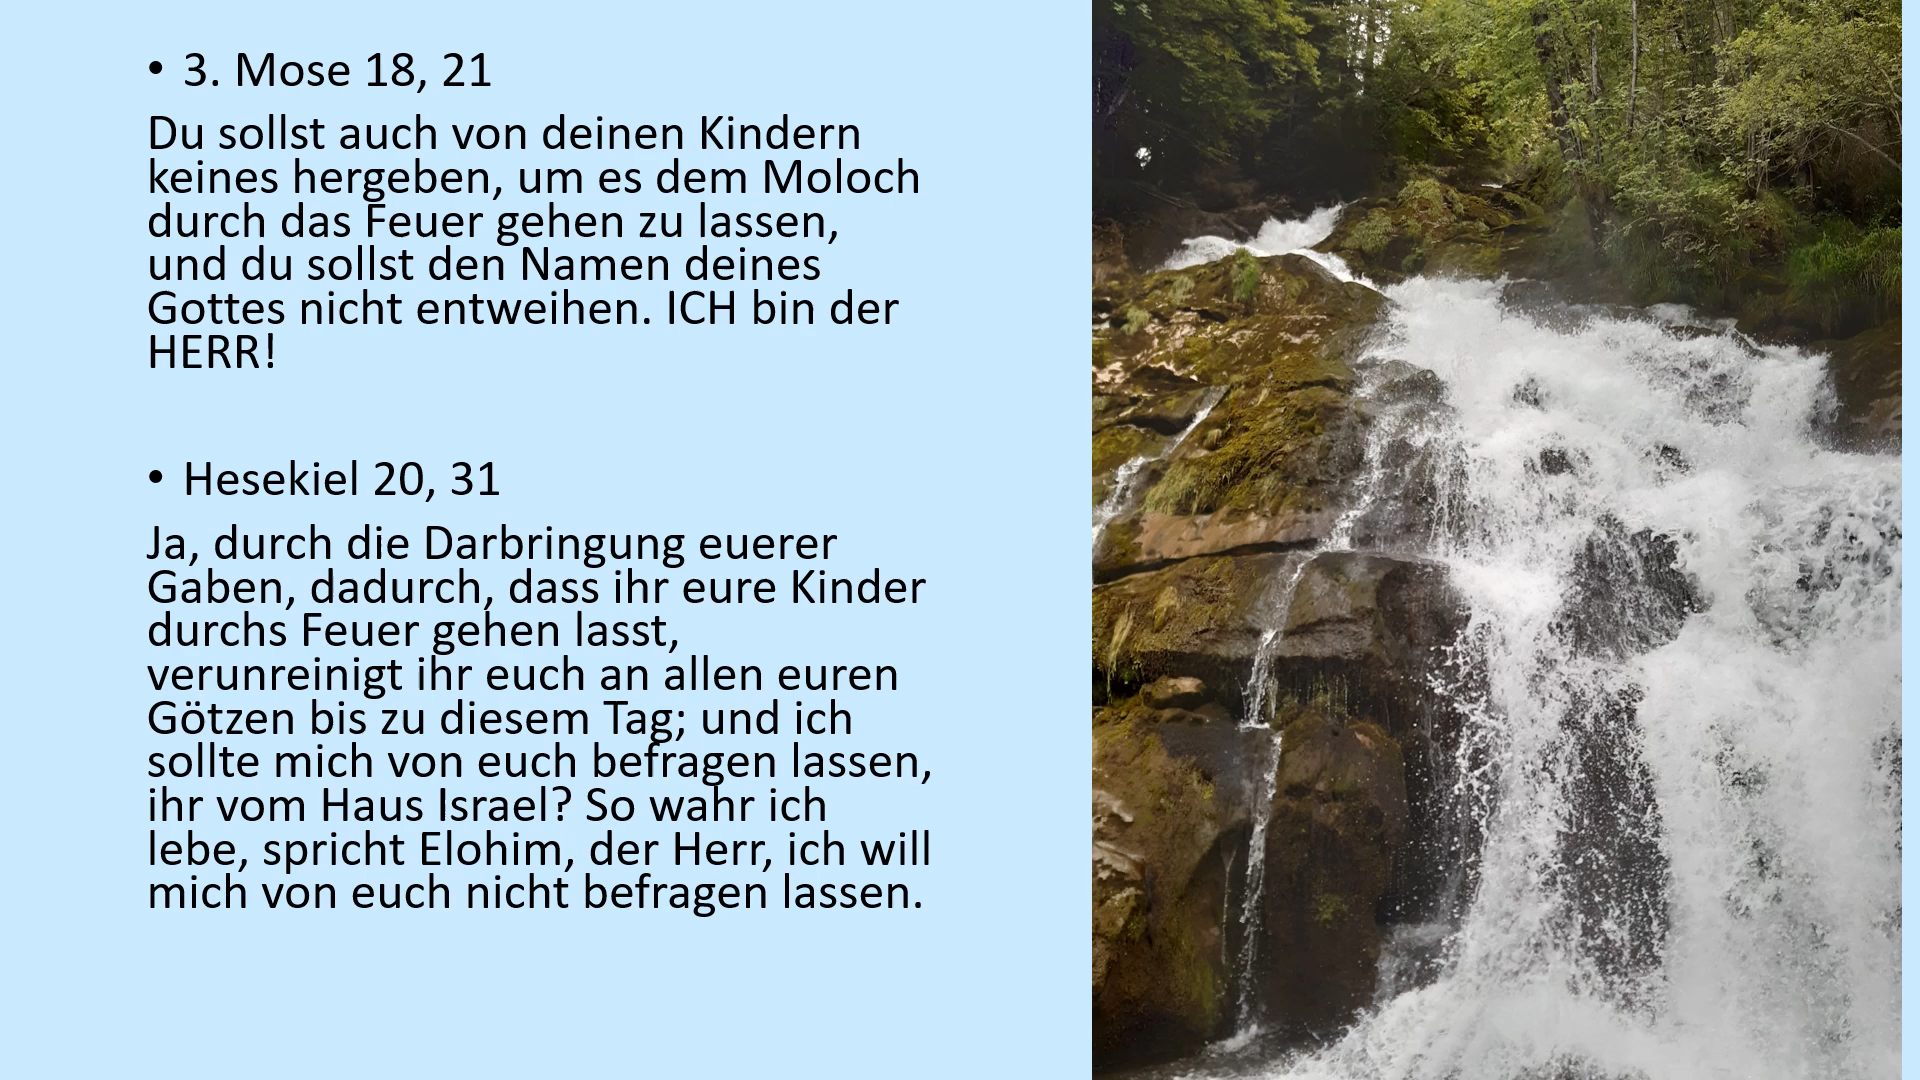 • 3. Mose 18, 21
Du sollst auch von deinen Kindern
keines hergeben, um es dem Moloch
durch das Feuer gehen zu lassen,
und du sollst den Namen deines
Gottes nicht entweihen. ICH bin der
HERR!
• Hesekiel 20, 31
Ja, durch die Darbringung euerer
Gaben, dadurch, dass ihr eure Kinder
durchs Feuer gehen lasst,
verunreinigt ihr euch an allen euren
Götzen bis zu diesem Tag; und ich
sollte mich von euch befragen lassen,
ihr vom Haus Israel? So wahr ich
lebe, spricht Elohim, der Herr, ich will
mich von euch nicht befragen lassen.